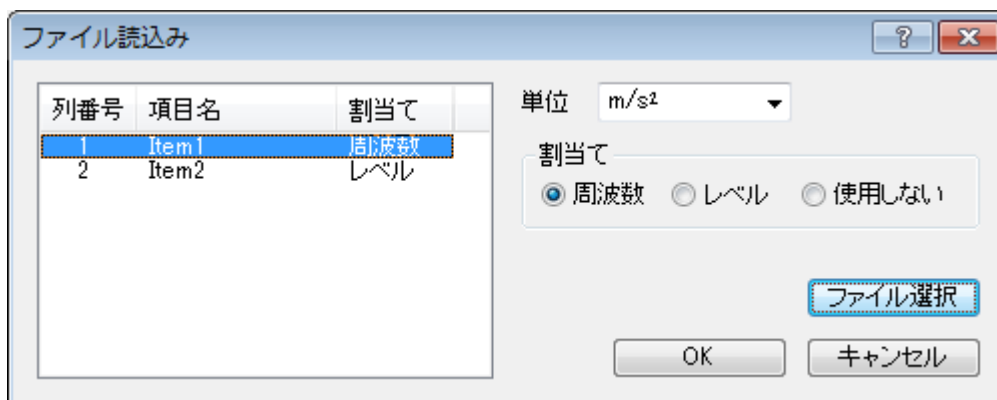 ファイル読込み
列番号 項目名 割当て
1 Item1 周波数
2 Item2 レベル
単位 m/s²
割当て
周波数 レベル 使用しない
ファイル選択
OK キャンセル